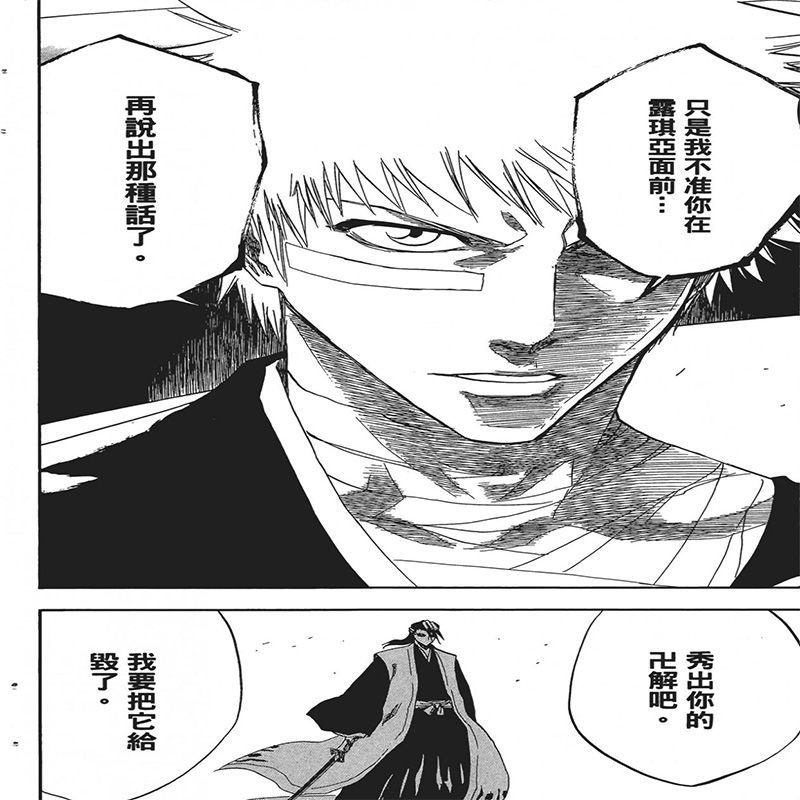 只是我不准你在
露琪亞面前…
再說出那種話了。
秀出你的
卍解吧。
我要把它給
毀了。